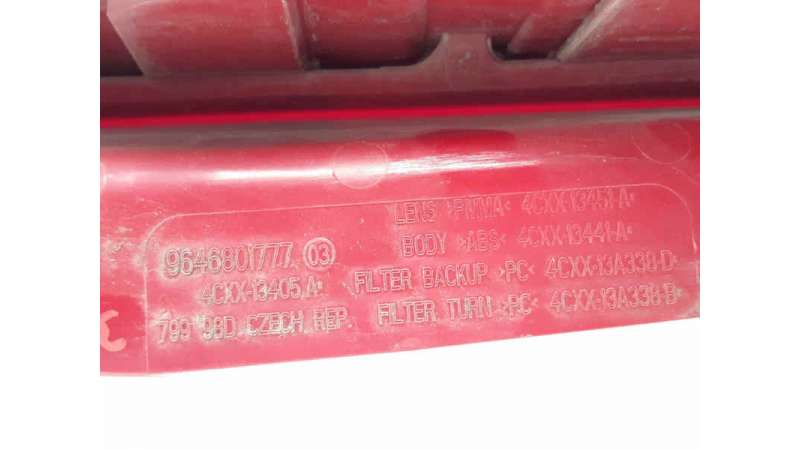 9646801777 03
4CXX-13405.A
799 98D CZECH REP.
LENS >PMMA< 4CXX-13451-A
BODY >ABS< 4CXX-13441-A
FILTER BACKUP >PC< 4CXX-13A338-D
FILTER TURN >PC< 4CXX-13A338-B